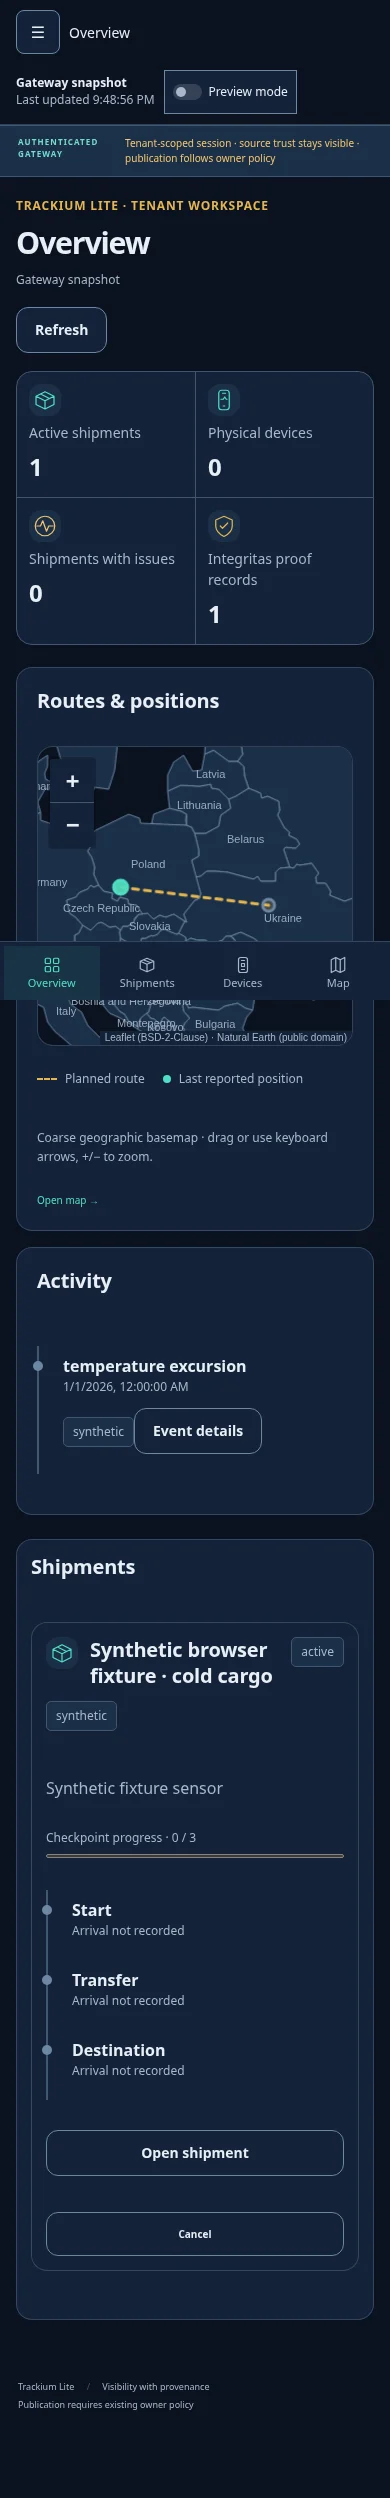 ☰ Overview
Gateway snapshot
Last updated 9:48:56 PM
Preview mode
AUTHENTICATED GATEWAY
Tenant-scoped session · source trust stays visible ·
publication follows owner policy
TRACKIUM LITE · TENANT WORKSPACE
Overview
Gateway snapshot
Refresh
Active shipments
1
Physical devices
0
Shipments with issues
0
Integritas proof
records
1
Routes & positions
+
−
Latvia
Lithuania
Belarus
Poland
rmany
Czech Republic
Slovakia
Ukraine
Overview
Shipments
Devices
Map
Bosnia and Herzegovina
Italy
Montenegro
Kosovo
Bulgaria
Leaflet (BSD-2-Clause) · Natural Earth (public domain)
Planned route
Last reported position
Coarse geographic basemap · drag or use keyboard
arrows, +/− to zoom.
Open map →
Activity
temperature excursion
1/1/2026, 12:00:00 AM
synthetic
Event details
Shipments
Synthetic browser
fixture · cold cargo
active
synthetic
Synthetic fixture sensor
Checkpoint progress · 0 / 3
Start
Arrival not recorded
Transfer
Arrival not recorded
Destination
Arrival not recorded
Open shipment
Cancel
Trackium Lite / Visibility with provenance
Publication requires existing owner policy